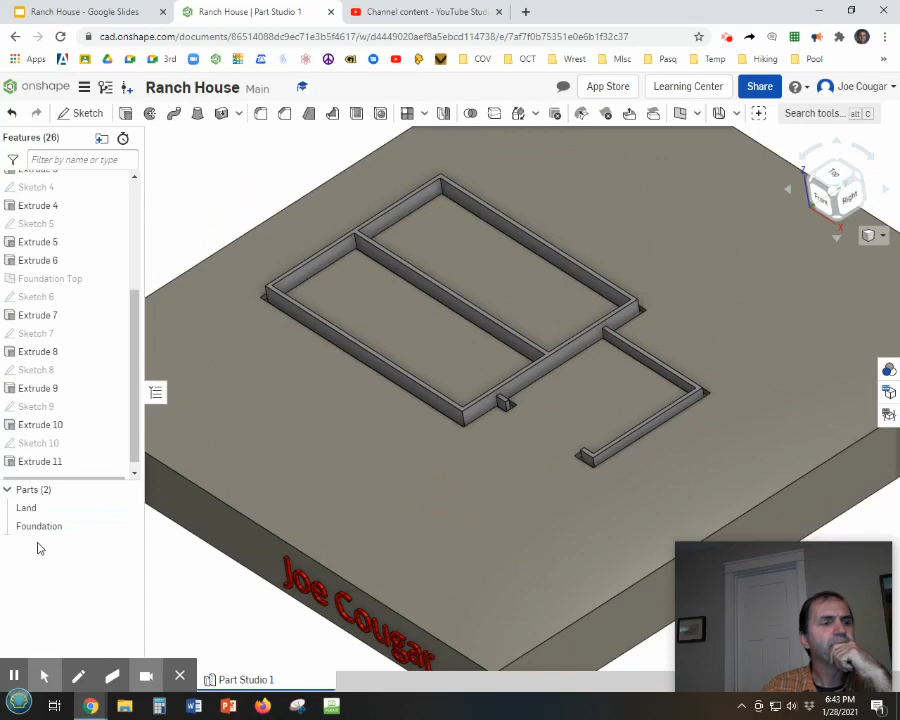 Ranch House - Google Slides
Ranch House | Part Studio 1
Channel content - YouTube Stud
cad.onshape.com/documents/86514088dc9ec71e3b5f4617/w/d4449020aef8a5ebcd114738/e/7af7f0b75351e0e6b1f32c37
Apps
3rd
COV
OCT
Wrest
MIsc
Pasq
Temp
Hiking
Pool
onshape
Ranch House Main
App Store
Learning Center
Share
Joe Cougar
Sketch
Search tools...
alt
C
Features (26)
Filter by name or type
Sketch 4
Extrude 4
Sketch 5
Extrude 5
Extrude 6
Foundation Top
Sketch 6
Extrude 7
Sketch 7
Extrude 8
Sketch 8
Extrude 9
Sketch 9
Extrude 10
Sketch 10
Extrude 11
Parts (2)
Land
Foundation
Z
Top
Front
Right
X
Joe Cougar
Part Studio 1
6:43 PM
1/28/2021